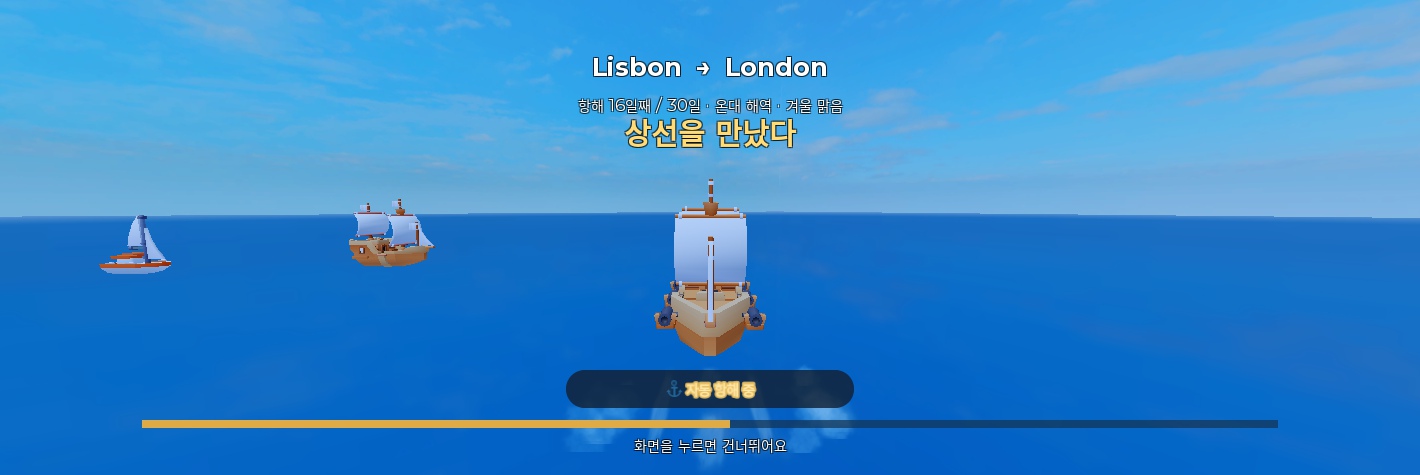 Lisbon → London
항해 16일째 / 30일 · 온대 해역 · 겨울 맑음
상선을 만났다
⚓ 자동 항해 중
화면을 누르면 건너뛰어요